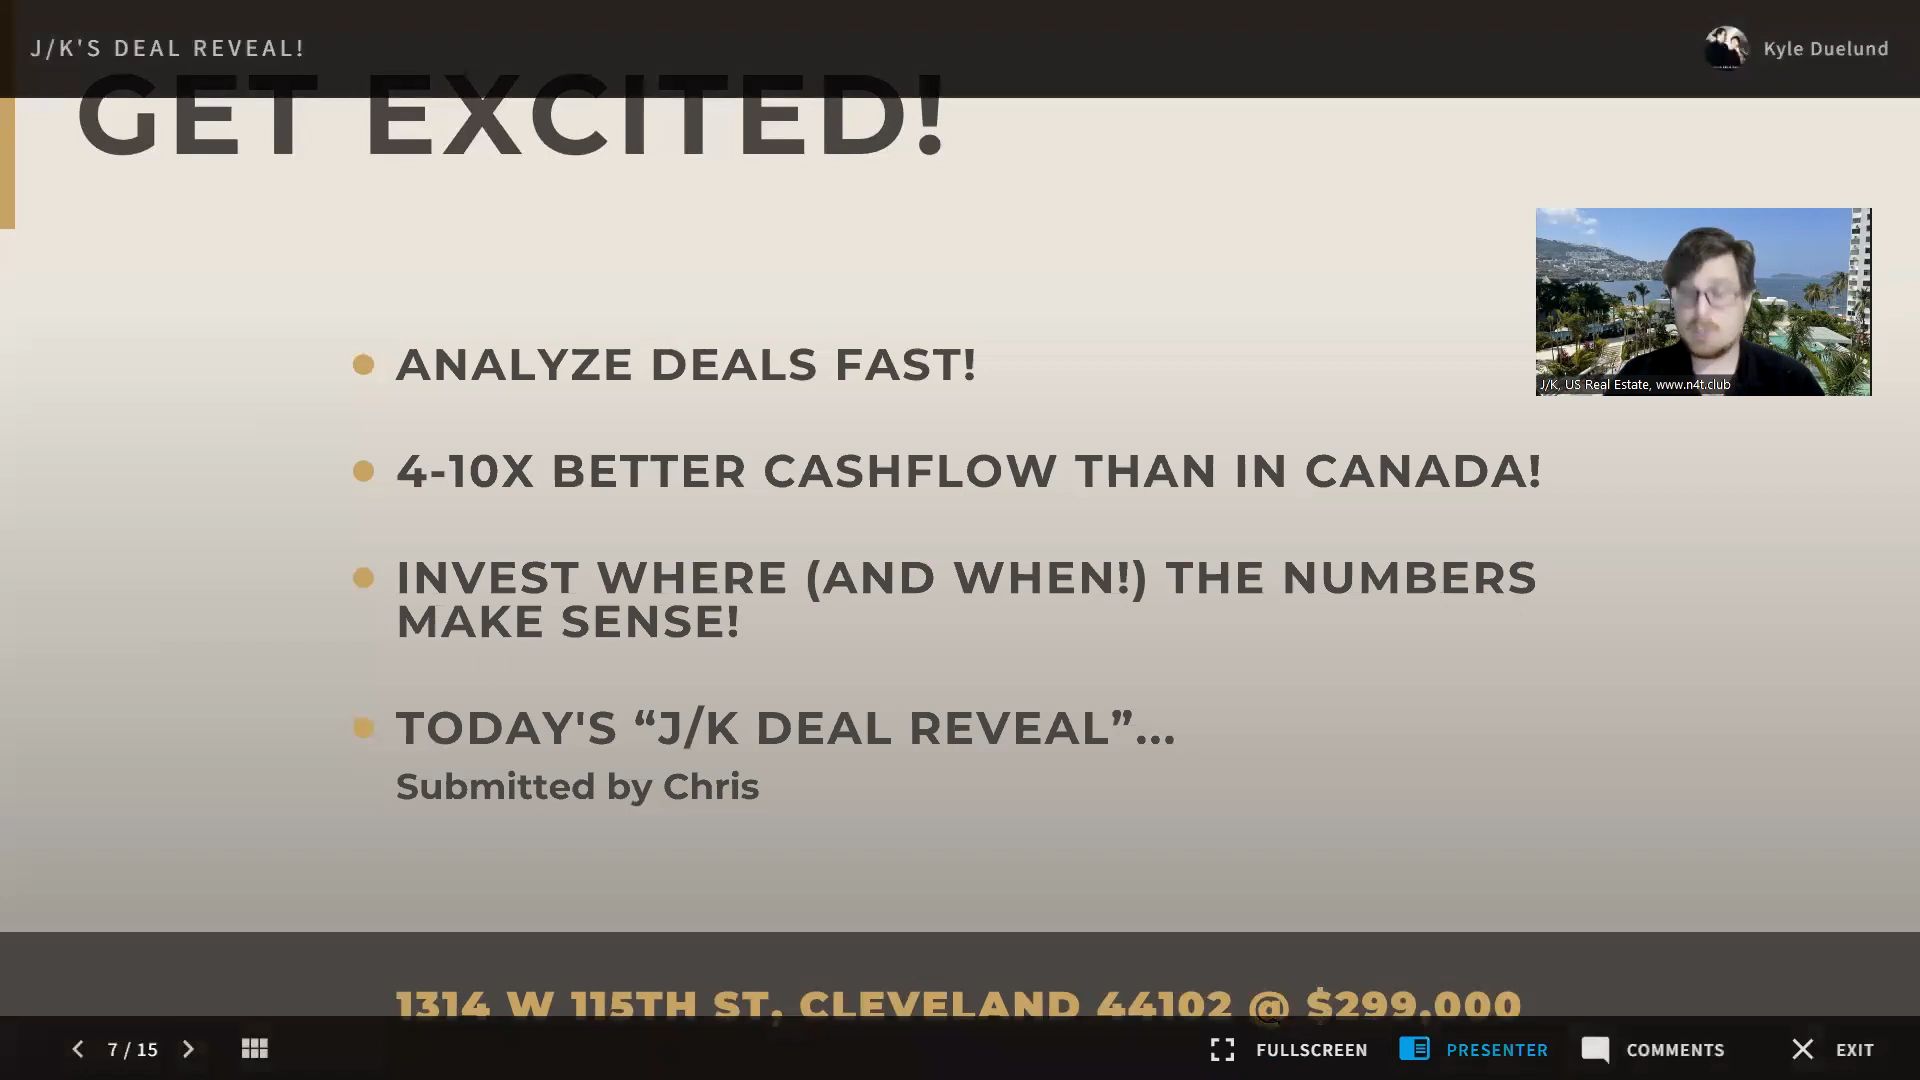 J/K'S DEAL REVEAL!
Kyle Duelund
GET EXCITED!
ANALYZE DEALS FAST!
4-10X BETTER CASHFLOW THAN IN CANADA!
J/K, US Real Estate, www.n4t.club
INVEST WHERE (AND WHEN!) THE NUMBERS
MAKE SENSE!
TODAY'S “J/K DEAL REVEAL”...
Submitted by Chris
1314 W 115TH ST, CLEVELAND 44102 @ $299,000
7 / 15
FULLSCREEN
PRESENTER
COMMENTS
EXIT